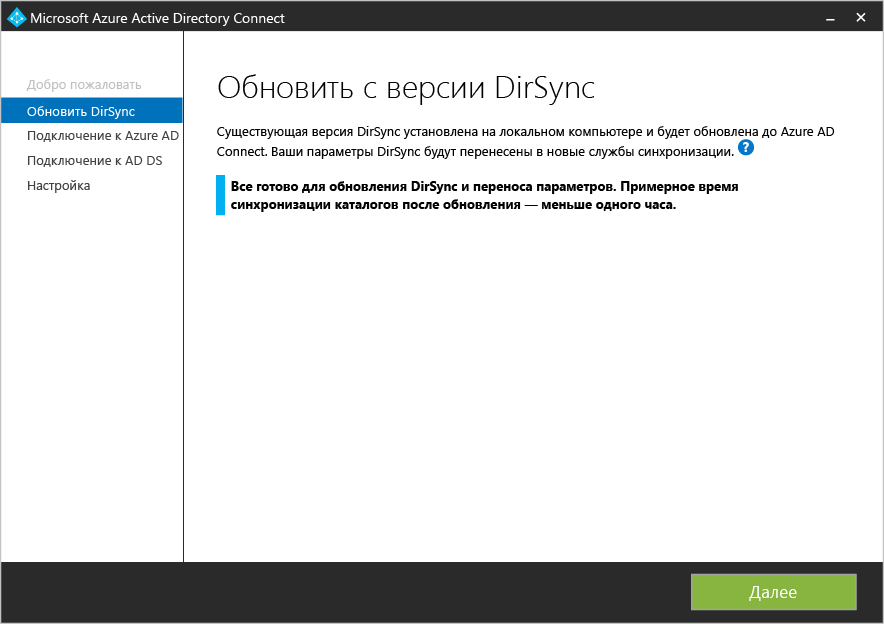 Microsoft Azure Active Directory Connect
Добро пожаловать
Обновить DirSync
Подключение к Azure AD
Подключение к AD DS
Настройка
Обновить с версии DirSync
Существующая версия DirSync установлена на локальном компьютере и будет обновлена до Azure AD
Connect. Ваши параметры DirSync будут перенесены в новые службы синхронизации. ?
Все готово для обновления DirSync и переноса параметров. Примерное время
синхронизации каталогов после обновления — меньше одного часа.
Далее